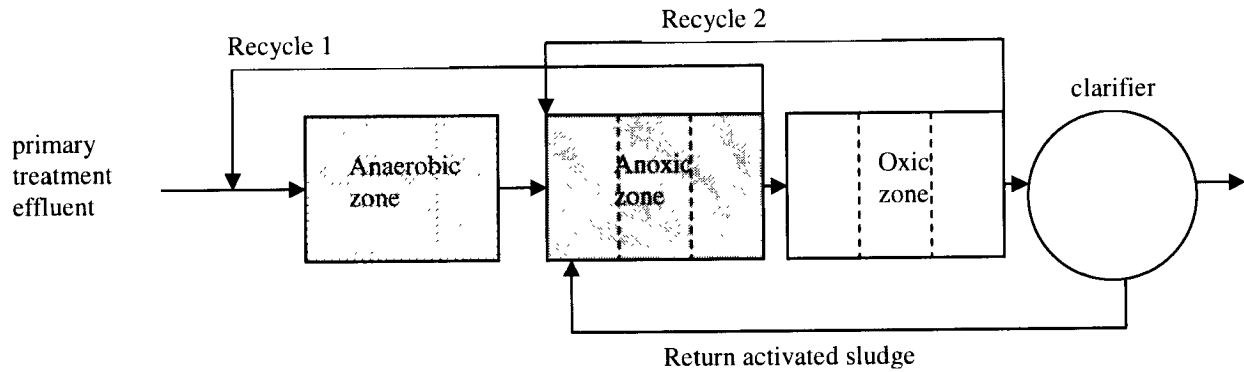 Recycle 2
Recycle 1
clarifier
primary
treatment
effluent
Anaerobic
zone
Anoxic
zone
Oxic
zone
Return activated sludge